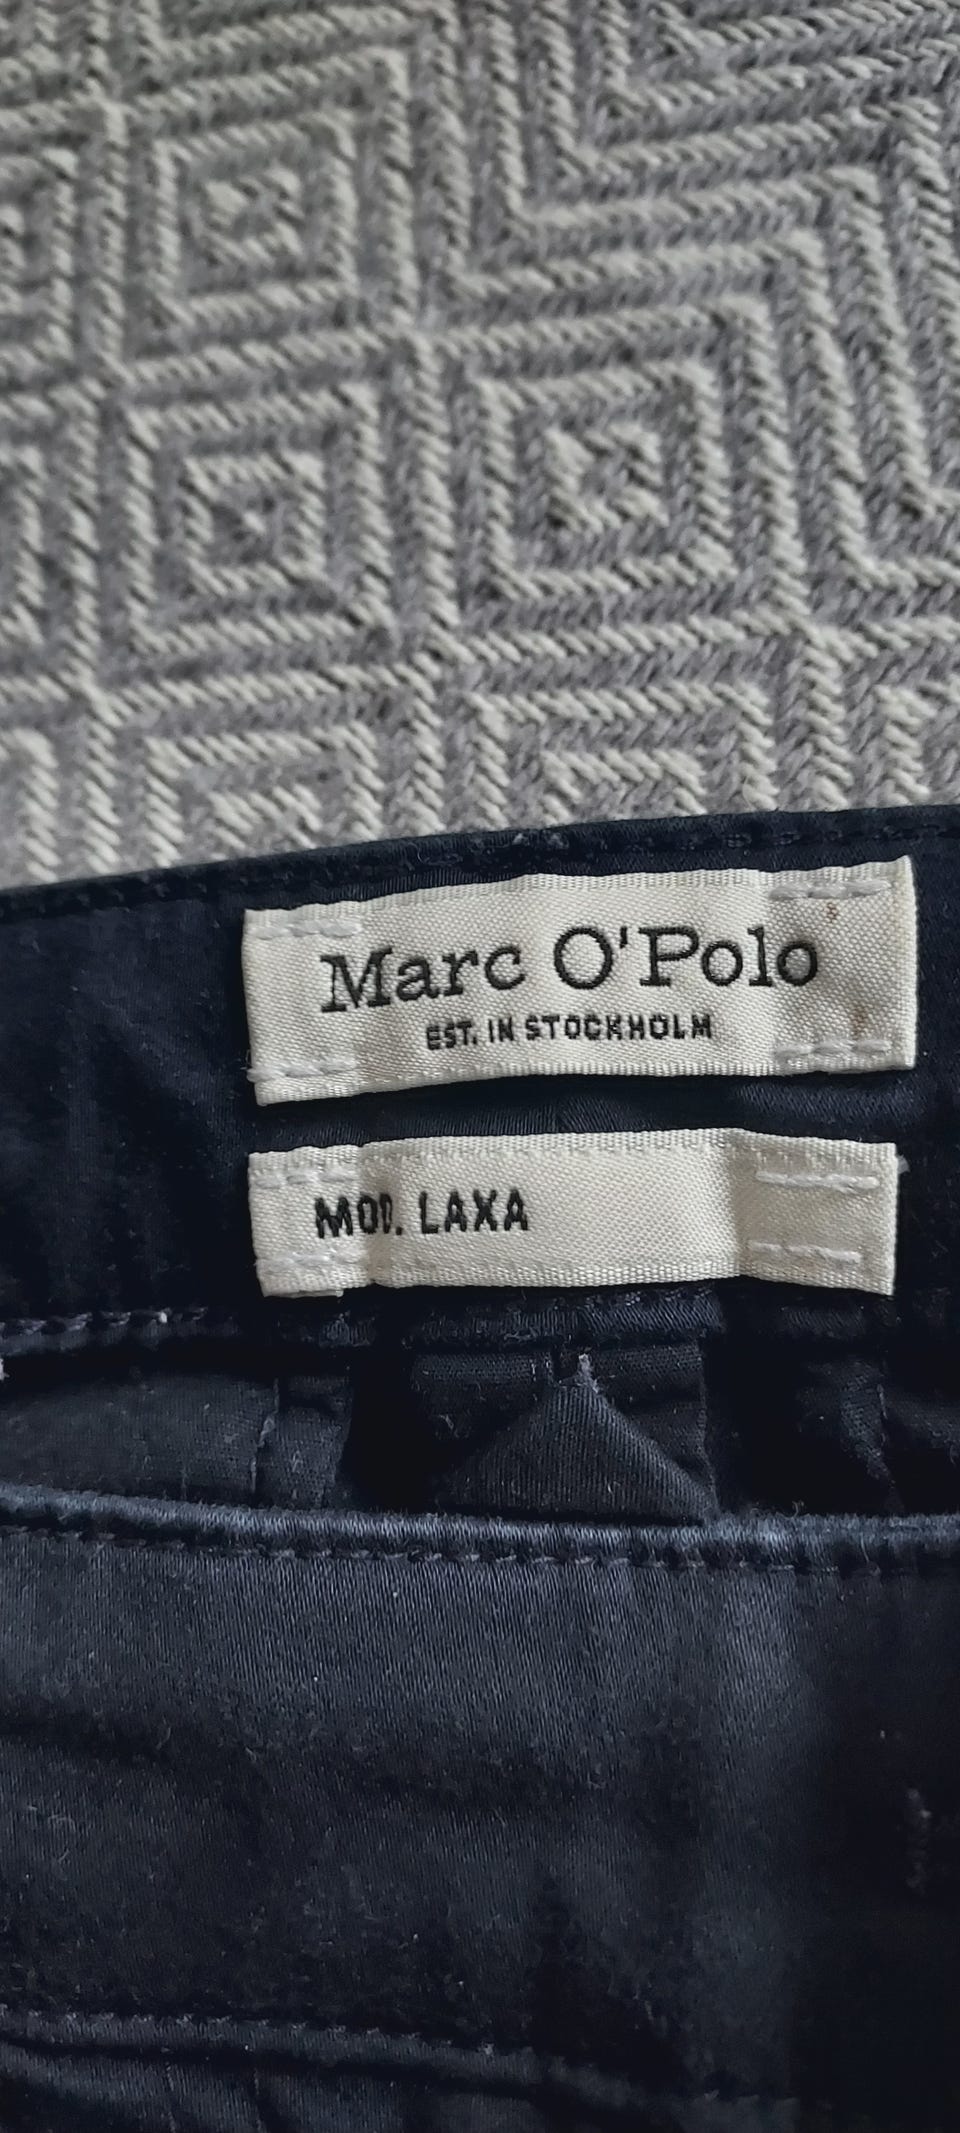 Marc O'Polo
EST. IN STOCKHOLM
MOD. LAXA